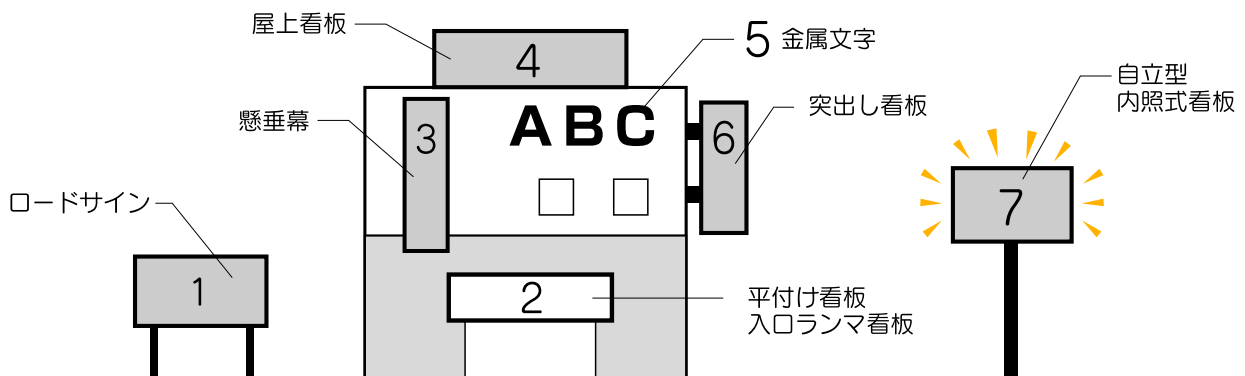 屋上看板
4
5 金属文字
自立型
内照式看板
懸垂幕
3
ABC
6
突出し看板
ロードサイン
7
1
2
平付け看板
入口ランマ看板